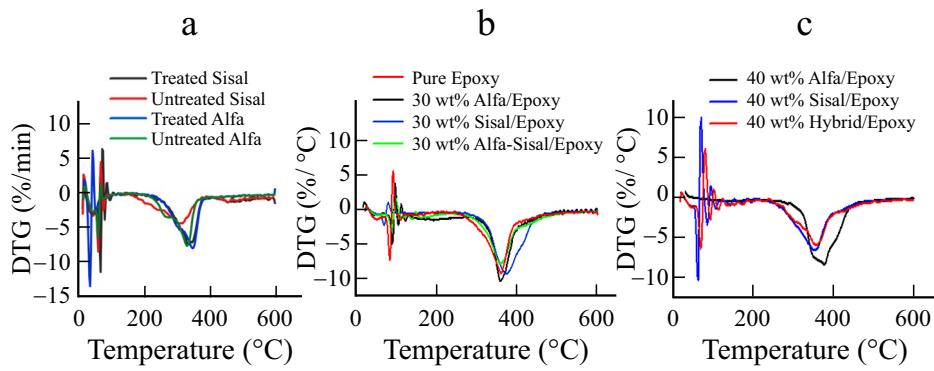 a
b
c
Treated Sisal
Untreated Sisal
Treated Alfa
Untreated Alfa
Pure Epoxy
30 wt% Alfa/Epoxy
30 wt% Sisal/Epoxy
30 wt% Alfa-Sisal/Epoxy
40 wt% Alfa/Epoxy
40 wt% Sisal/Epoxy
40 wt% Hybrid/Epoxy
DTG (%/min)
10
5
0
−5
−10
−15
0 200 400 600
Temperature (°C)
DTG (%/ °C)
10
5
0
−5
−10
0 200 400 600
Temperature (°C)
DTG (%/ °C)
10
5
0
−5
−10
0 200 400 600
Temperature (°C)